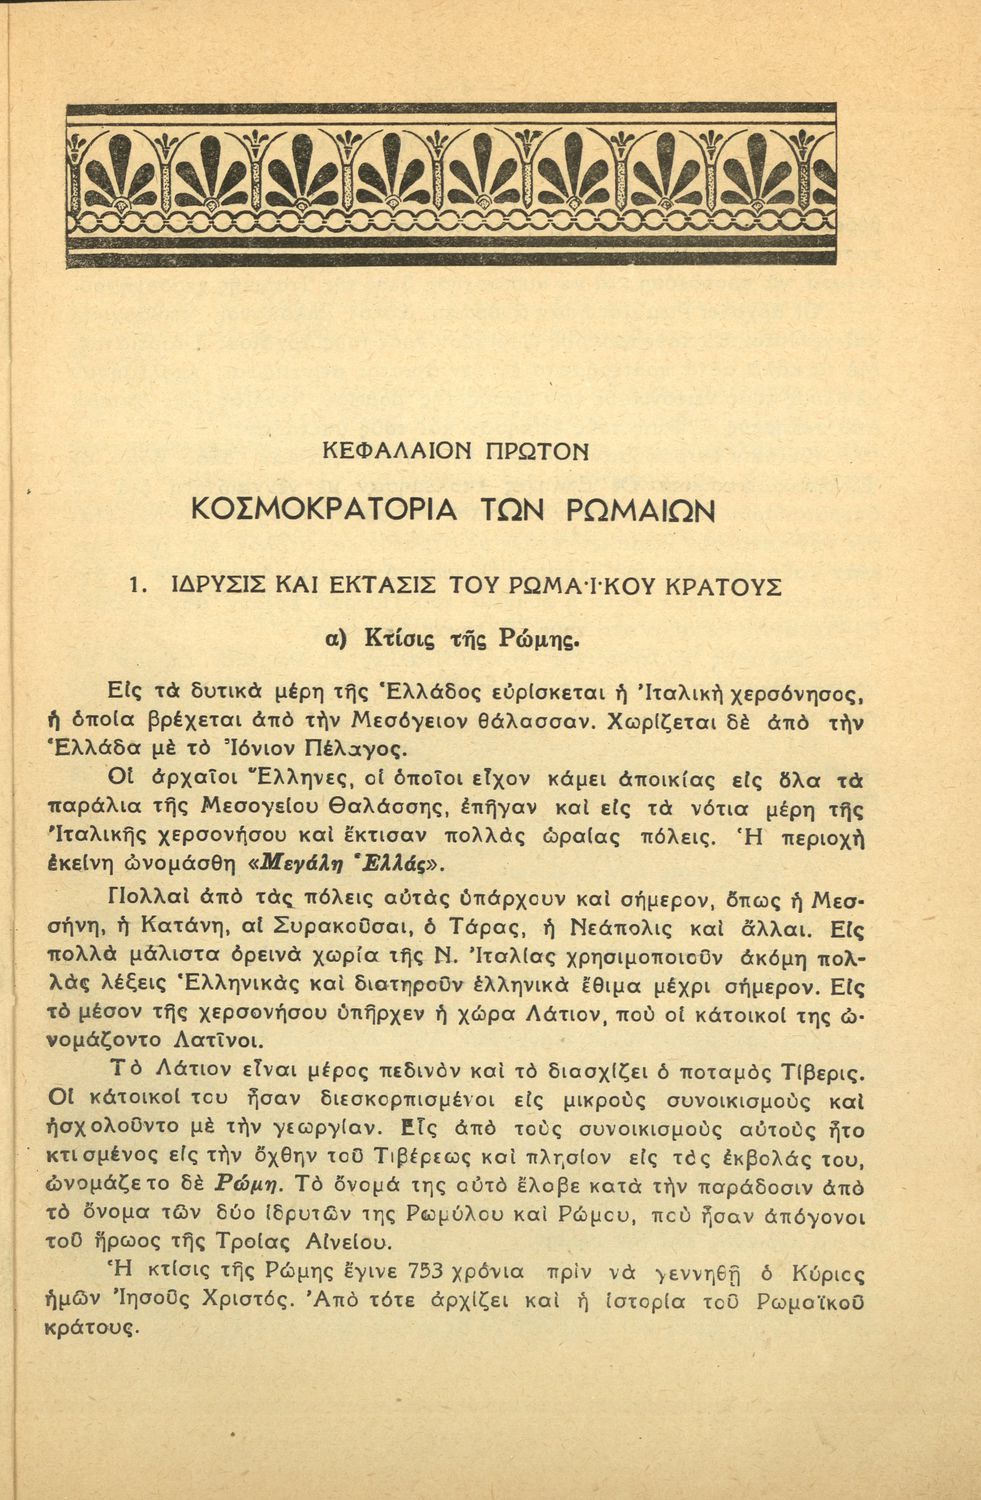 ΚΕΦΑΛΑΙΟΝ ΠΡΩΤΟΝ
ΚΟΣΜΟΚΡΑΤΟΡΙΑ ΤΩΝ ΡΩΜΑΙΩΝ
1. ΙΔΡΥΣΙΣ ΚΑΙ ΕΚΤΑΣΙΣ ΤΟΥ ΡΩΜΑ·Ι·ΚΟΥ ΚΡΑΤΟΥΣ
α) Κτίσις τῆς Ρώμης.
Εἰς τὰ δυτικὰ μέρη τῆς Ἑλλάδος εὑρίσκεται ἡ Ἰταλικὴ χερσόνησος,
ἡ ὁποία βρέχεται ἀπὸ τὴν Μεσόγειον θάλασσαν. Χωρίζεται δὲ ἀπὸ τὴν
Ἑλλάδα μὲ τὸ Ἰόνιον Πέλαγος.
Οἱ ἀρχαῖοι Ἕλληνες, οἱ ὁποῖοι εἶχον κάμει ἀποικίας εἰς ὅλα τὰ
παράλια τῆς Μεσογείου Θαλάσσης, ἐπῆγαν καὶ εἰς τὰ νότια μέρη τῆς
Ἰταλικῆς χερσονήσου καὶ ἔκτισαν πολλὰς ὡραίας πόλεις. Ἡ περιοχὴ
ἐκείνη ὠνομάσθη «Μεγάλη Ἑλλάς».
Πολλαὶ ἀπὸ τὰς πόλεις αὐτὰς ὑπάρχουν καὶ σήμερον, ὅπως ἡ Μεσ-
σήνη, ἡ Κατάνη, αἱ Συρακοῦσαι, ὁ Τάρας, ἡ Νεάπολις καὶ ἄλλαι. Εἰς
πολλὰ μάλιστα ὀρεινὰ χωρία τῆς Ν. Ἰταλίας χρησιμοποιοῦν ἀκόμη πολ-
λὰς λέξεις Ἑλληνικὰς καὶ διατηροῦν ἑλληνικὰ ἔθιμα μέχρι σήμερον. Εἰς
τὸ μέσον τῆς χερσονήσου ὑπῆρχεν ἡ χώρα Λάτιον, ποὺ οἱ κάτοικοί της ὠ-
νομάζοντο Λατῖνοι.
Τὸ Λάτιον εἶναι μέρος πεδινὸν καὶ τὸ διασχίζει ὁ ποταμὸς Τίβερις.
Οἱ κάτοικοί του ἦσαν διεσκορπισμένοι εἰς μικροὺς συνοικισμοὺς καὶ
ἠσχολοῦντο μὲ τὴν γεωργίαν. Εἷς ἀπὸ τοὺς συνοικισμοὺς αὐτοὺς ἦτο
κτισμένος εἰς τὴν ὄχθην τοῦ Τιβέρεως καὶ πλησίον εἰς τὰς ἐκβολάς του,
ὠνομάζετο δὲ Ρώμη. Τὸ ὄνομά της αὐτὸ ἔλαβε κατὰ τὴν παράδοσιν ἀπὸ
τὸ ὄνομα τῶν δύο ἱδρυτῶν της Ρωμύλου καὶ Ρώμου, ποὺ ἦσαν ἀπόγονοι
τοῦ ἥρωος τῆς Τροίας Αἰνείου.
Ἡ κτίσις τῆς Ρώμης ἔγινε 753 χρόνια πρὶν νὰ γεννηθῇ ὁ Κύριος
ἡμῶν Ἰησοῦς Χριστός. Ἀπὸ τότε ἀρχίζει καὶ ἡ ἱστορία τοῦ Ρωμαϊκοῦ
κράτους.